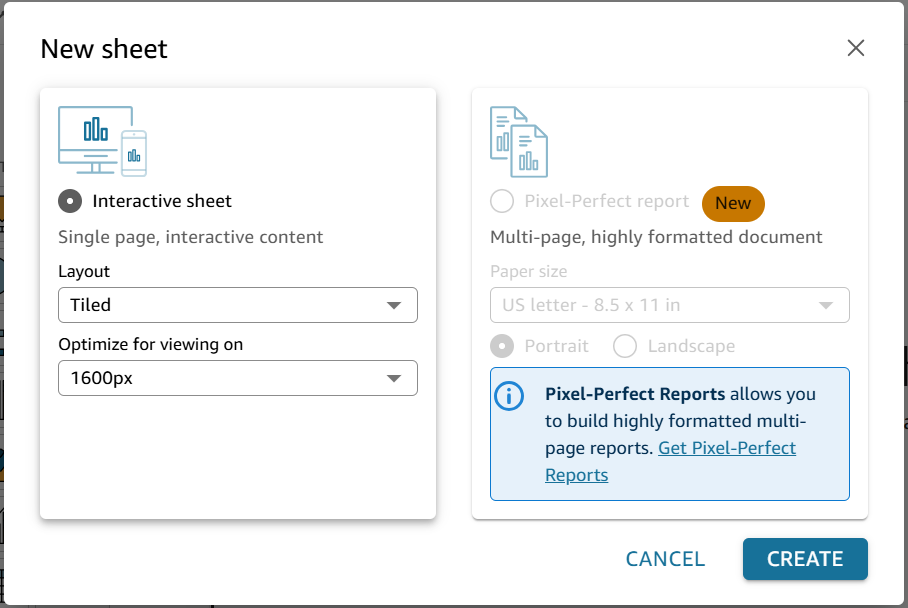 New sheet
Interactive sheet
Single page, interactive content
Layout
Tiled
Optimize for viewing on
1600px
Pixel-Perfect report
New
Multi-page, highly formatted document
Paper size
US letter - 8.5 x 11 in
Portrait
Landscape
Pixel-Perfect Reports allows you
to build highly formatted multi-
page reports. Get Pixel-Perfect
Reports
CANCEL
CREATE